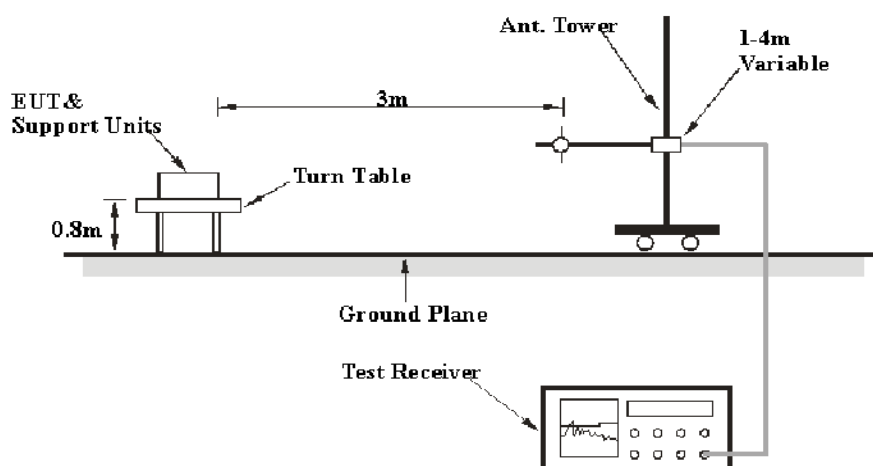 Ant. Tower
1-4m
Variable
3m
EUT&
Support Units
Turn Table
0.8m
Ground Plane
Test Receiver